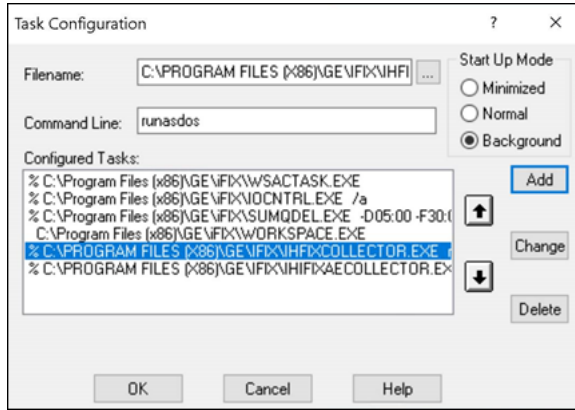 Task Configuration ? ×
Filename: C:\PROGRAM FILES (X86)\GE\IFIX\IHFI ...
Start Up Mode
Minimized
Normal
Background
Command Line: runasdos
Configured Tasks:
% C:\Program Files (x86)\GE\iFIX\WSACTASK.EXE
% C:\Program Files (x86)\GE\iFIX\IOCNTRL.EXE /a
% C:\Program Files (x86)\GE\iFIX\SUMQDEL.EXE -D05:00 -F30:0
C:\Program Files (x86)\GE\iFIX\WORKSPACE.EXE
% C:\PROGRAM FILES (X86)\GE\IFIX\IHFIXCOLLECTOR.EXE r
% C:\PROGRAM FILES (X86)\GE\IFIX\IHIFIXAECOLLECTOR.EX
Add
Change
Delete
OK Cancel Help